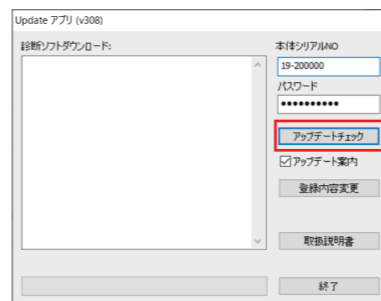 Update アプリ (v308)
診断ソフトダウンロード:
本体シリアルNO
19-200000
パスワード
●●●●●●●●●●
アップデートチェック
アップデート案内
登録内容変更
取扱説明書
終了